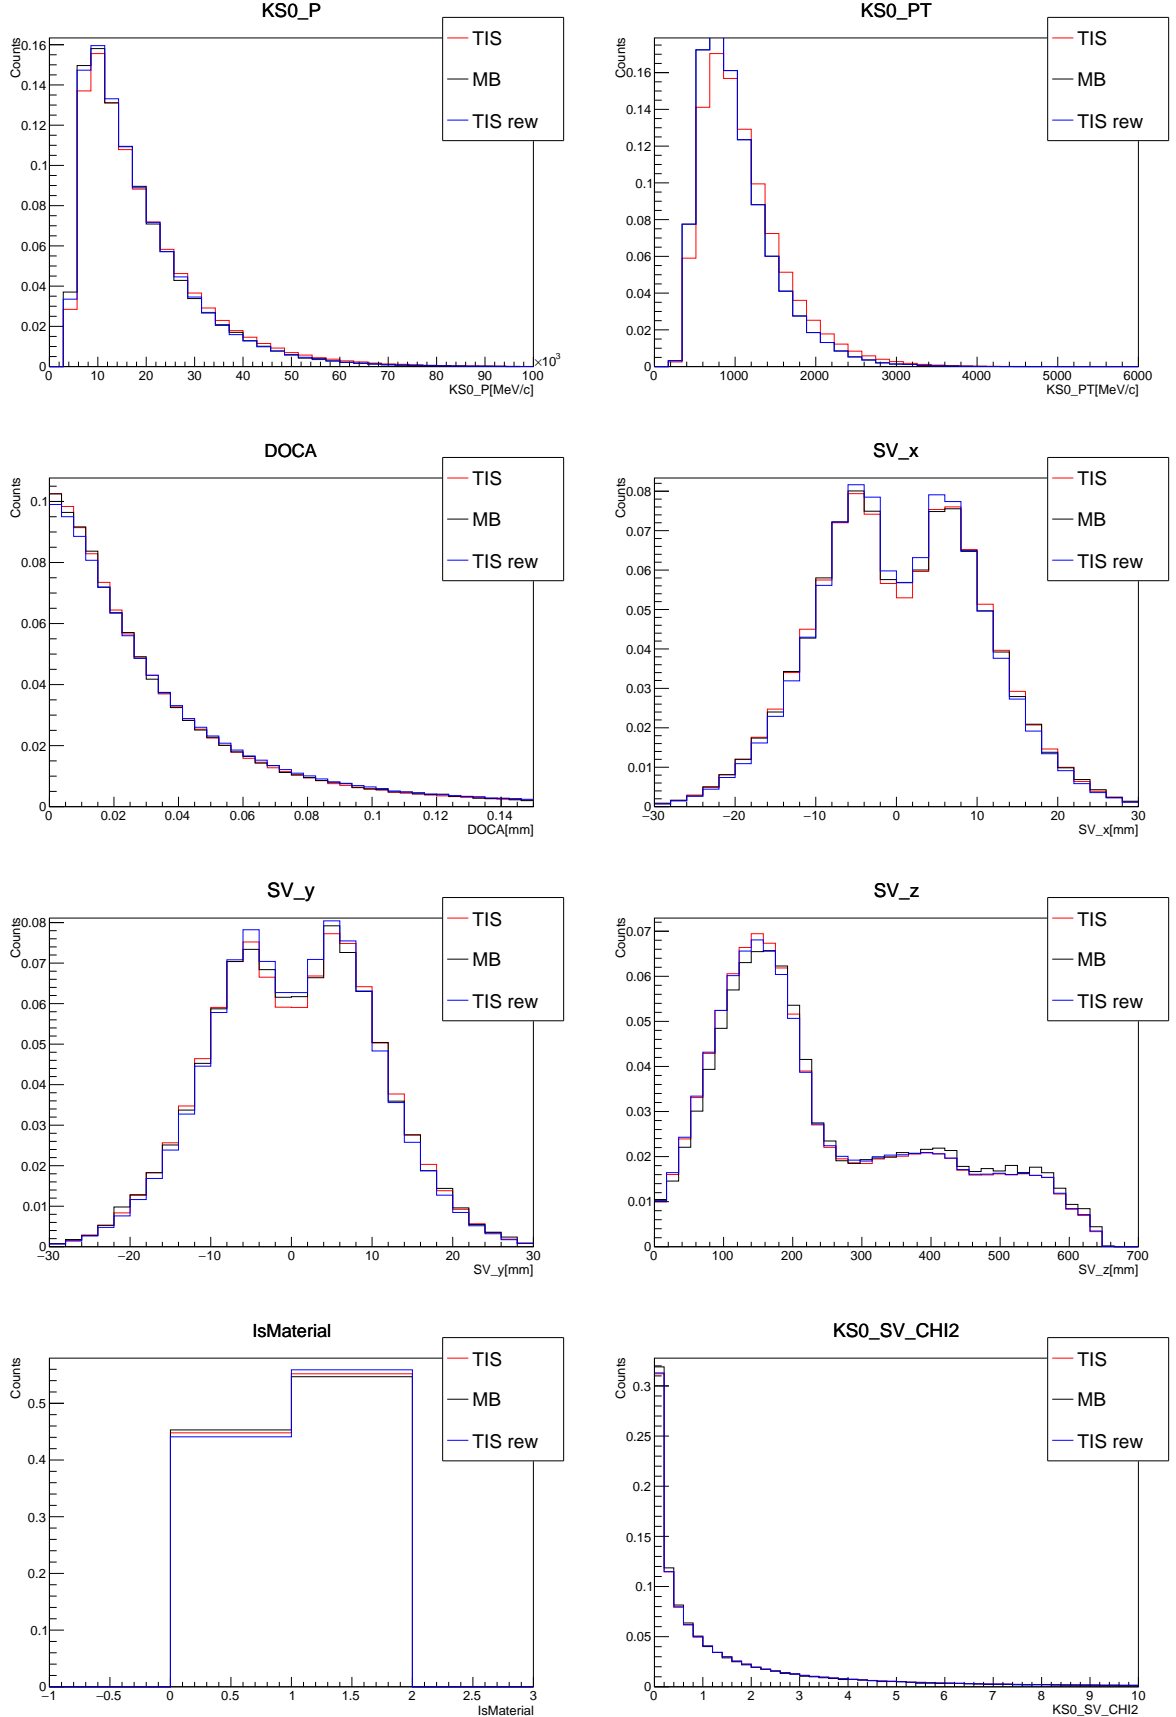 KS0_P
Counts
TIS
MB
TIS rew
0.16
0.14
0.12
0.1
0.08
0.06
0.04
0.02
0
0 10 20 30 40 50 60 70 80 90 100
×10³
KS0_P[MeV/c]
KS0_PT
Counts
TIS
MB
TIS rew
0.16
0.14
0.12
0.1
0.08
0.06
0.04
0.02
0
0 1000 2000 3000 4000 5000 6000
KS0_PT[MeV/c]
DOCA
Counts
TIS
MB
TIS rew
0.1
0.08
0.06
0.04
0.02
0
0 0.02 0.04 0.06 0.08 0.1 0.12 0.14
DOCA[mm]
SV_x
Counts
TIS
MB
TIS rew
0.08
0.07
0.06
0.05
0.04
0.03
0.02
0.01
0
−30 −20 −10 0 10 20 30
SV_x[mm]
SV_y
Counts
TIS
MB
TIS rew
0.08
0.07
0.06
0.05
0.04
0.03
0.02
0.01
0
−30 −20 −10 0 10 20 30
SV_y[mm]
SV_z
Counts
TIS
MB
TIS rew
0.07
0.06
0.05
0.04
0.03
0.02
0.01
0
0 100 200 300 400 500 600 700
SV_z[mm]
IsMaterial
Counts
TIS
MB
TIS rew
0.5
0.4
0.3
0.2
0.1
0
−1 −0.5 0 0.5 1 1.5 2 2.5 3
IsMaterial
KS0_SV_CHI2
Counts
TIS
MB
TIS rew
0.3
0.25
0.2
0.15
0.1
0.05
0
0 1 2 3 4 5 6 7 8 9 10
KS0_SV_CHI2